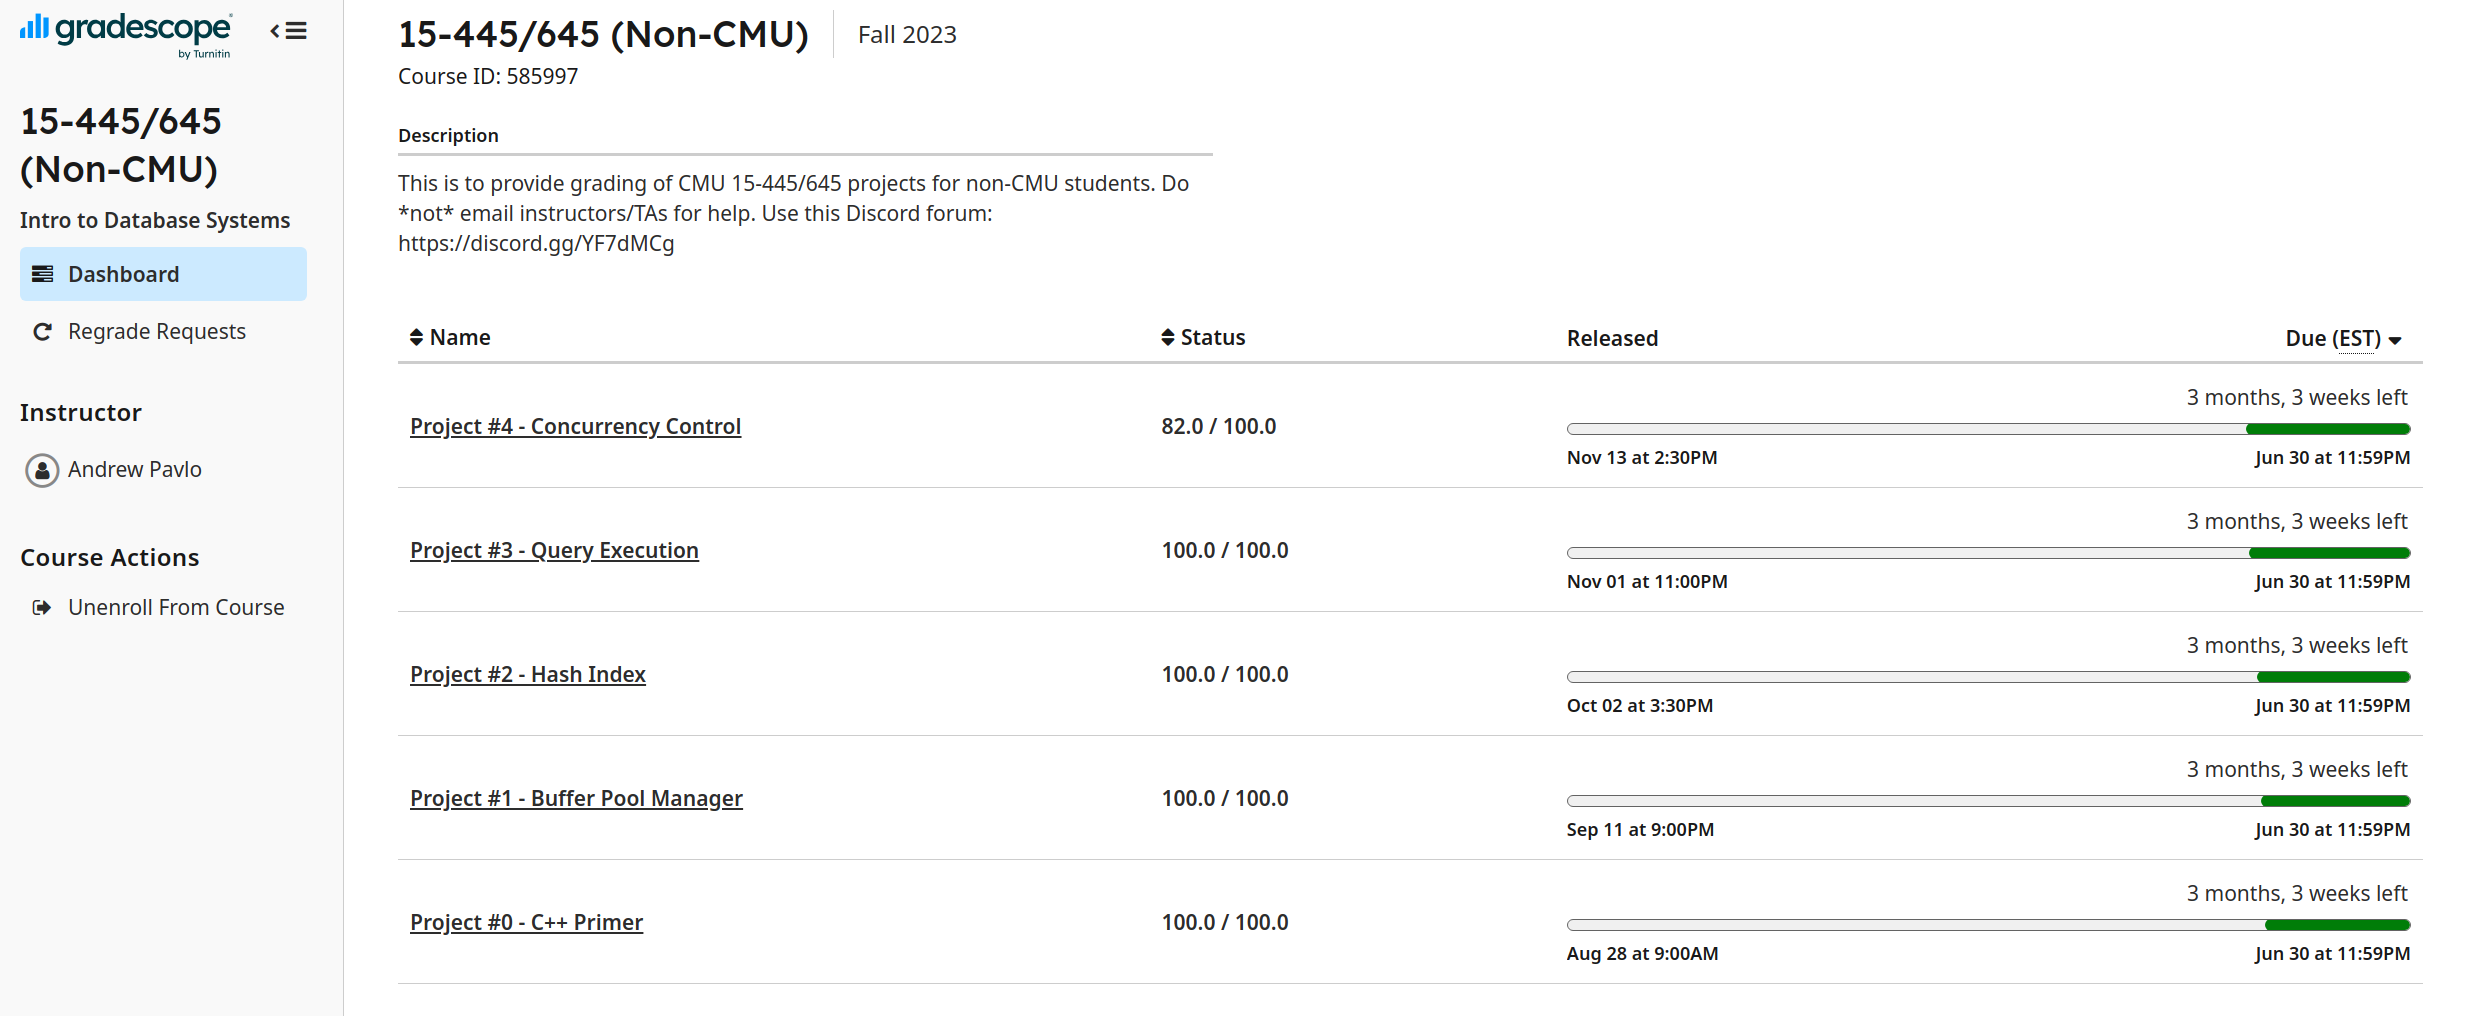 gradescope
by Turnitin
15-445/645
(Non-CMU)
Intro to Database Systems
Dashboard
Regrade Requests
Instructor
Andrew Pavlo
Course Actions
Unenroll From Course
15-445/645 (Non-CMU)
Fall 2023
Course ID: 585997
Description
This is to provide grading of CMU 15-445/645 projects for non-CMU students. Do
*not* email instructors/TAs for help. Use this Discord forum:
https://discord.gg/YF7dMCg
Name Status Released Due (EST)
Project #4 - Concurrency Control 82.0 / 100.0
3 months, 3 weeks left
Nov 13 at 2:30PM Jun 30 at 11:59PM
Project #3 - Query Execution 100.0 / 100.0
3 months, 3 weeks left
Nov 01 at 11:00PM Jun 30 at 11:59PM
Project #2 - Hash Index 100.0 / 100.0
3 months, 3 weeks left
Oct 02 at 3:30PM Jun 30 at 11:59PM
Project #1 - Buffer Pool Manager 100.0 / 100.0
3 months, 3 weeks left
Sep 11 at 9:00PM Jun 30 at 11:59PM
Project #0 - C++ Primer 100.0 / 100.0
3 months, 3 weeks left
Aug 28 at 9:00AM Jun 30 at 11:59PM